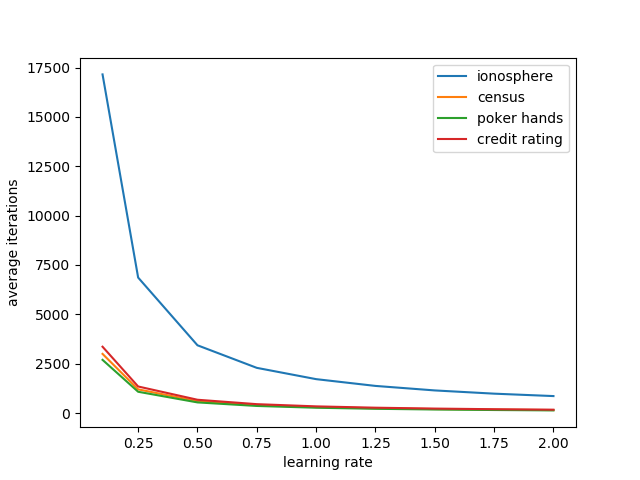 ionosphere
census
poker hands
credit rating
17500
15000
12500
10000
7500
5000
2500
0
average iterations
0.25 0.50 0.75 1.00 1.25 1.50 1.75 2.00
learning rate